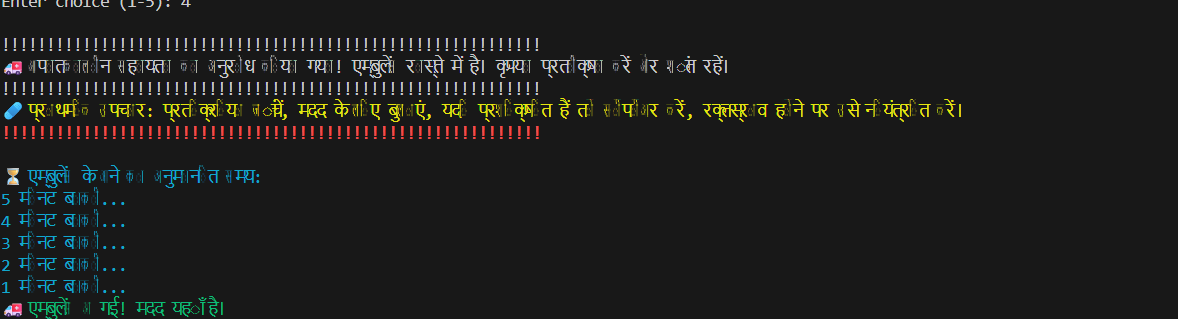 Enter choice (1-5): 4
!!!!!!!!!!!!!!!!!!!!!!!!!!!!!!!!!!!!!!!!!!!!!!!!!!!!!!!!!!!!
🚑 आपातकालीन सहायता का अनुरोध किया गया! एम्बुलेंस रास्ते में है। कृपया प्रतीक्षा करें और शांत रहें।
!!!!!!!!!!!!!!!!!!!!!!!!!!!!!!!!!!!!!!!!!!!!!!!!!!!!!!!!!!!!
🩹 प्राथमिक उपचार: प्रतिक्रिया जांचें, मदद के लिए बुलाएं, यदि प्रशिक्षित हैं तो सीपीआर करें, रक्तस्राव होने पर उसे नियंत्रित करें।
!!!!!!!!!!!!!!!!!!!!!!!!!!!!!!!!!!!!!!!!!!!!!!!!!!!!!!!!!!!!
⏳ एम्बुलेंस के आने का अनुमानित समय:
5 मिनट बाकी...
4 मिनट बाकी...
3 मिनट बाकी...
2 मिनट बाकी...
1 मिनट बाकी...
🚑 एम्बुलेंस आ गई! मदद यहाँ है।